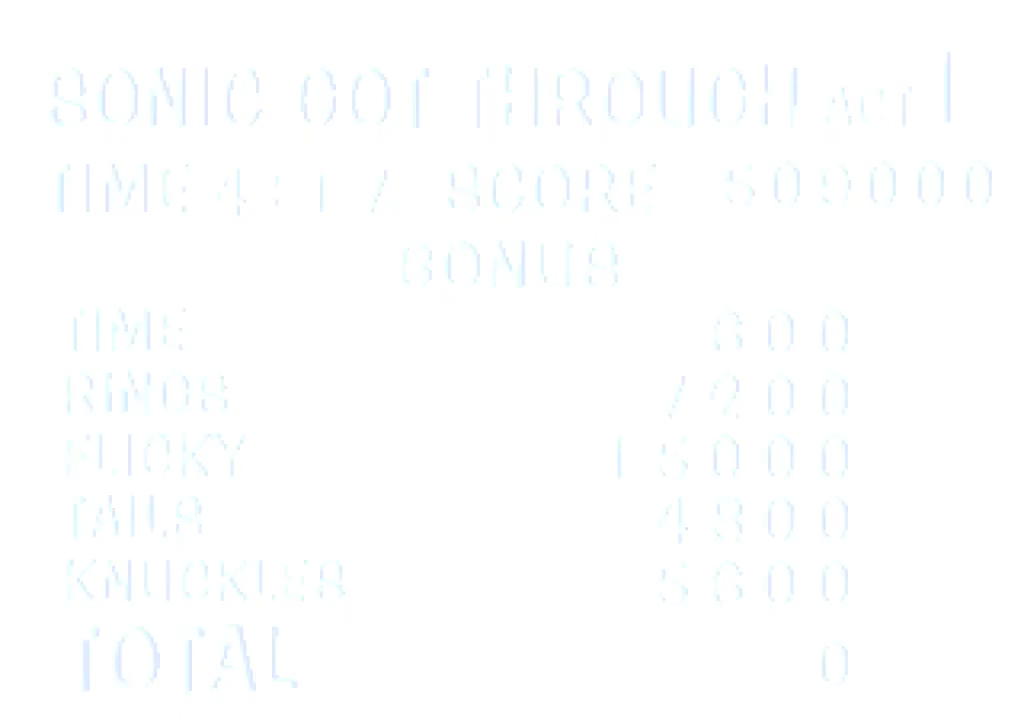 SONIC GOT THROUGH ACT 1
TIME 4:17 SCORE 509000
BONUS
TIME 600
RINGS 7200
FLICKY 15000
TAILS 4800
KNUCKLES 5600
TOTAL 0